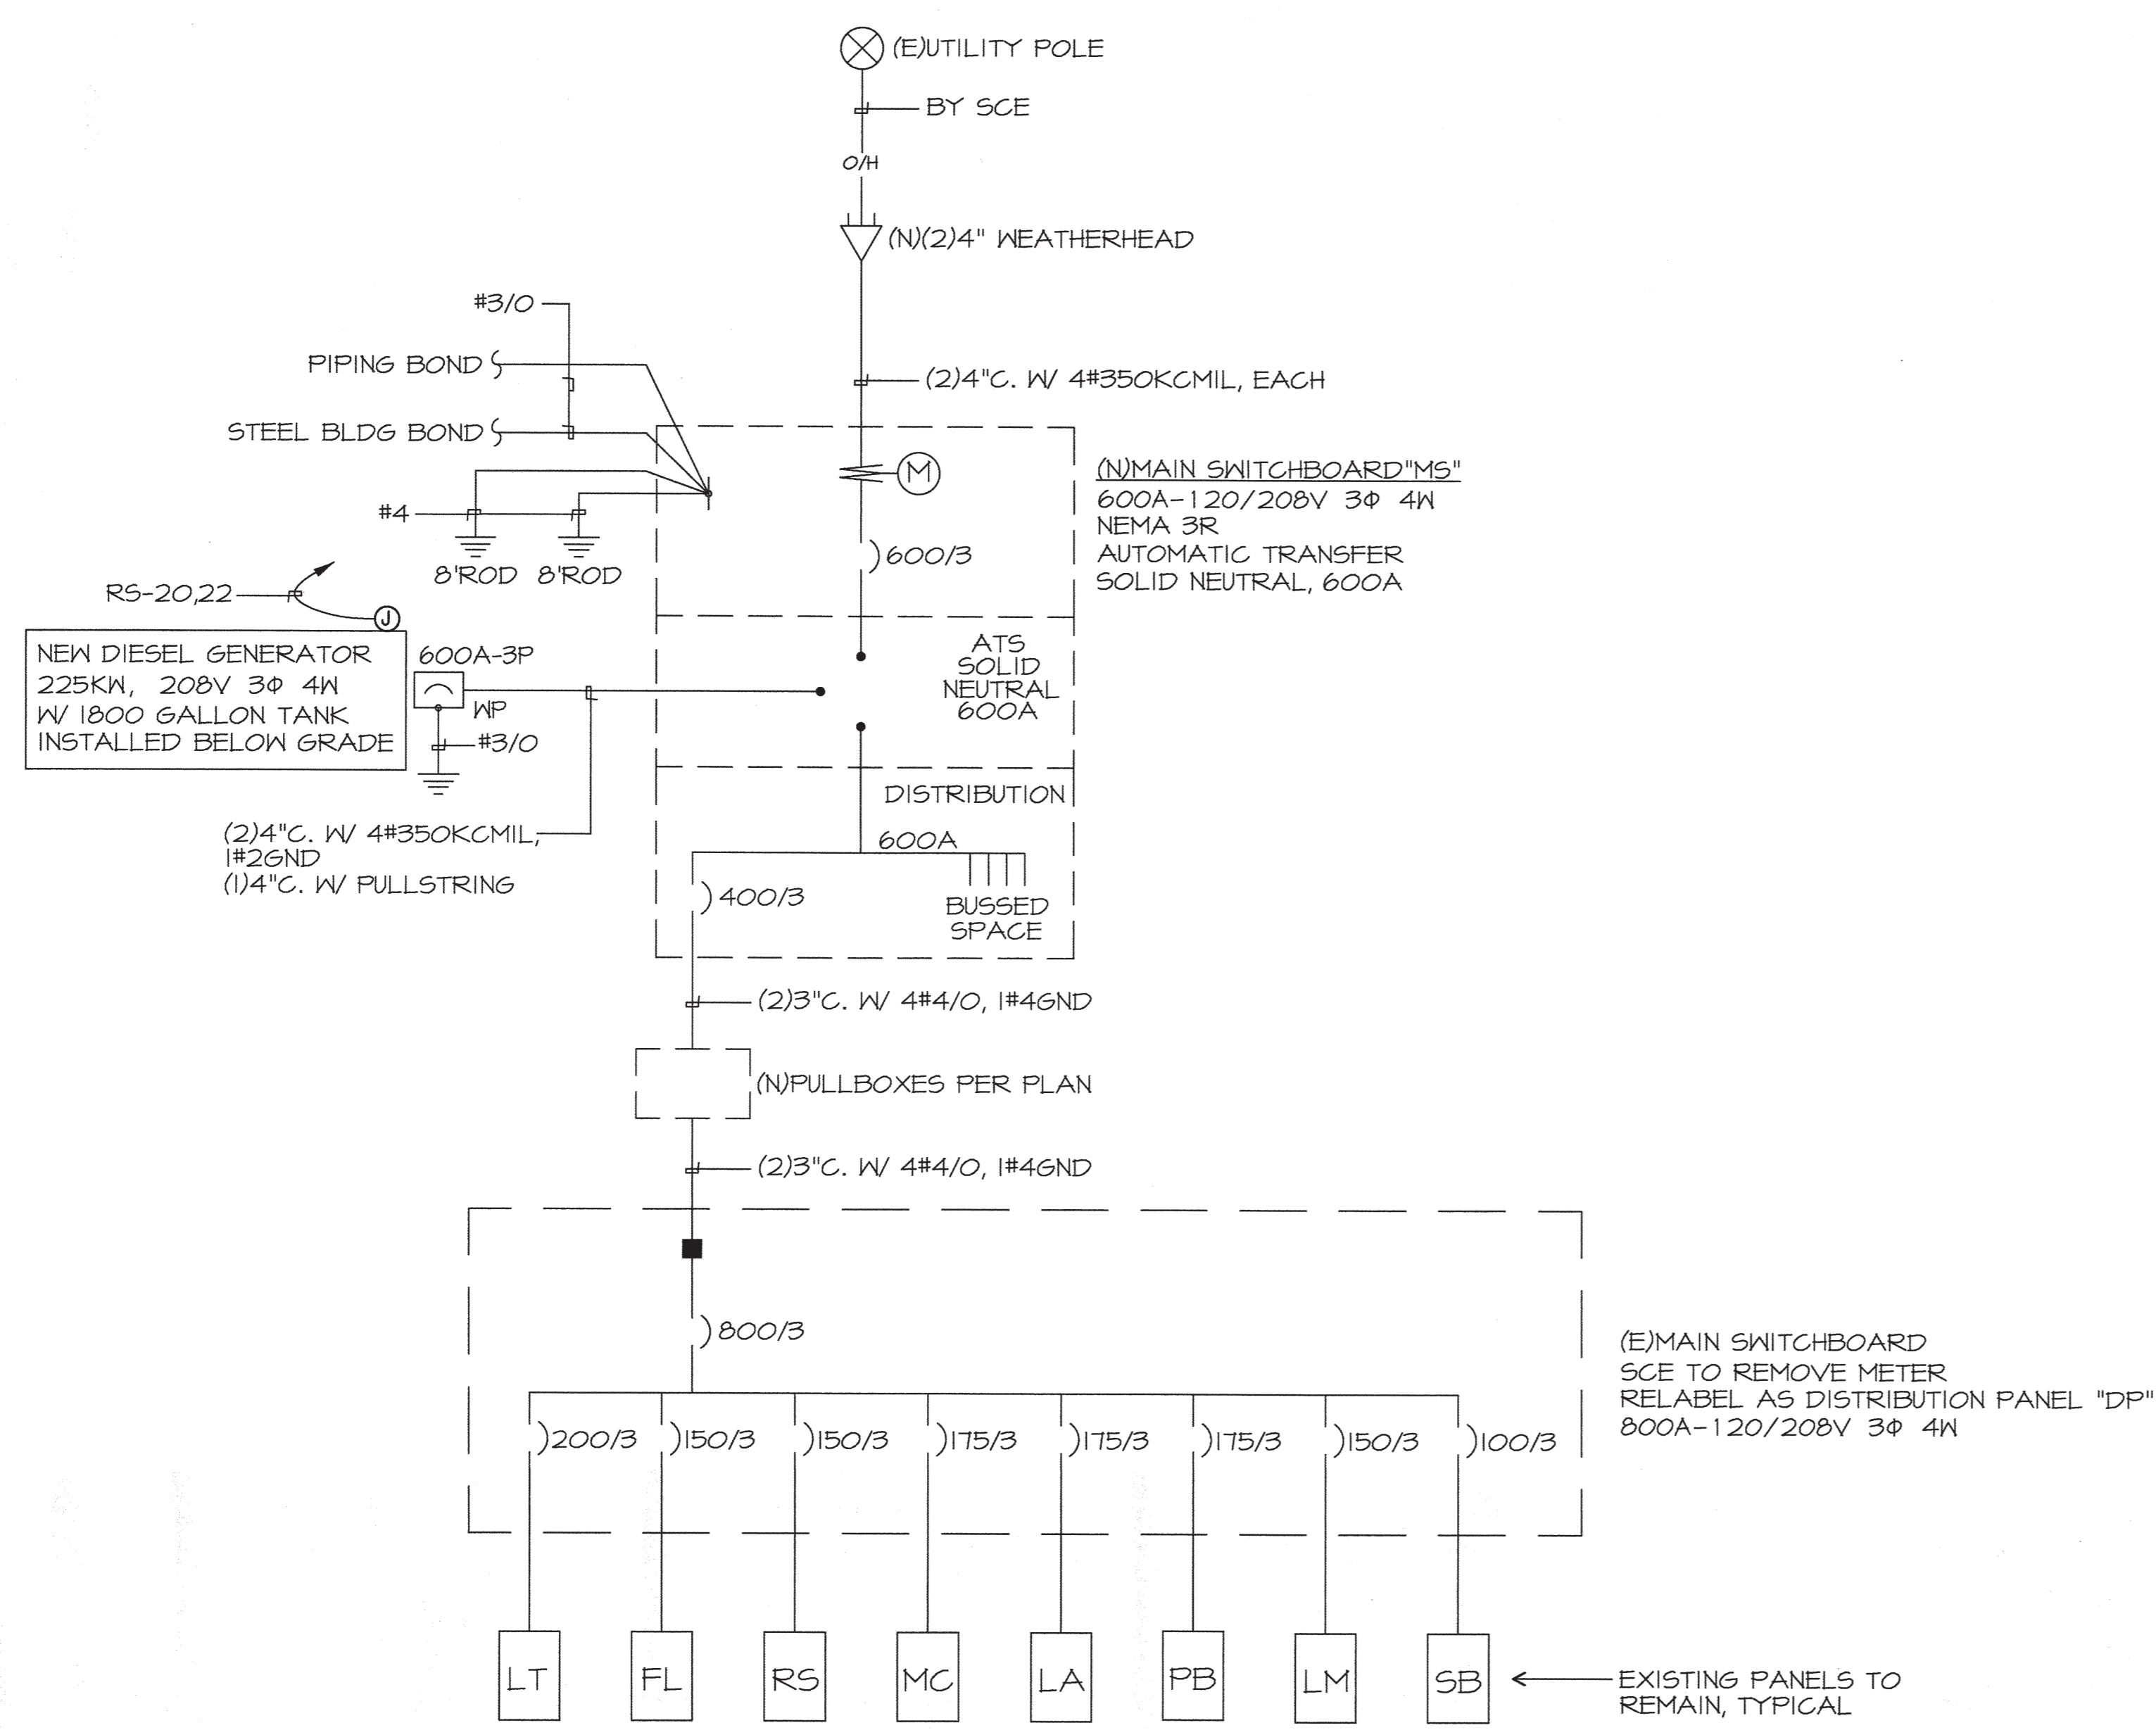 (E)UTILITY POLE
BY SCE
O/H
(N)(2)4" WEATHERHEAD
#3/0
PIPING BOND
(2)4"C. W/ 4#350KCMIL, EACH
STEEL BLDG BOND
M
(N)MAIN SWITCHBOARD"MS"
600A-120/208V 3Φ 4W
NEMA 3R
AUTOMATIC TRANSFER
SOLID NEUTRAL, 600A
#4
600/3
8'ROD 8'ROD
RS-20,22
J
NEW DIESEL GENERATOR
225KW, 208V 3Φ 4W
W/ 1800 GALLON TANK
INSTALLED BELOW GRADE
600A-3P
WP
#3/0
ATS
SOLID
NEUTRAL
600A
DISTRIBUTION
(2)4"C. W/ 4#350KCMIL,
1#2GND
(1)4"C. W/ PULLSTRING
600A
400/3
BUSSED
SPACE
(2)3"C. W/ 4#4/0, 1#4GND
(N)PULLBOXES PER PLAN
(2)3"C. W/ 4#4/0, 1#4GND
800/3
(E)MAIN SWITCHBOARD
SCE TO REMOVE METER
RELABEL AS DISTRIBUTION PANEL "DP"
800A-120/208V 3Φ 4W
200/3 150/3 150/3 175/3 175/3 175/3 150/3 100/3
LT FL RS MC LA PB LM SB
EXISTING PANELS TO
REMAIN, TYPICAL